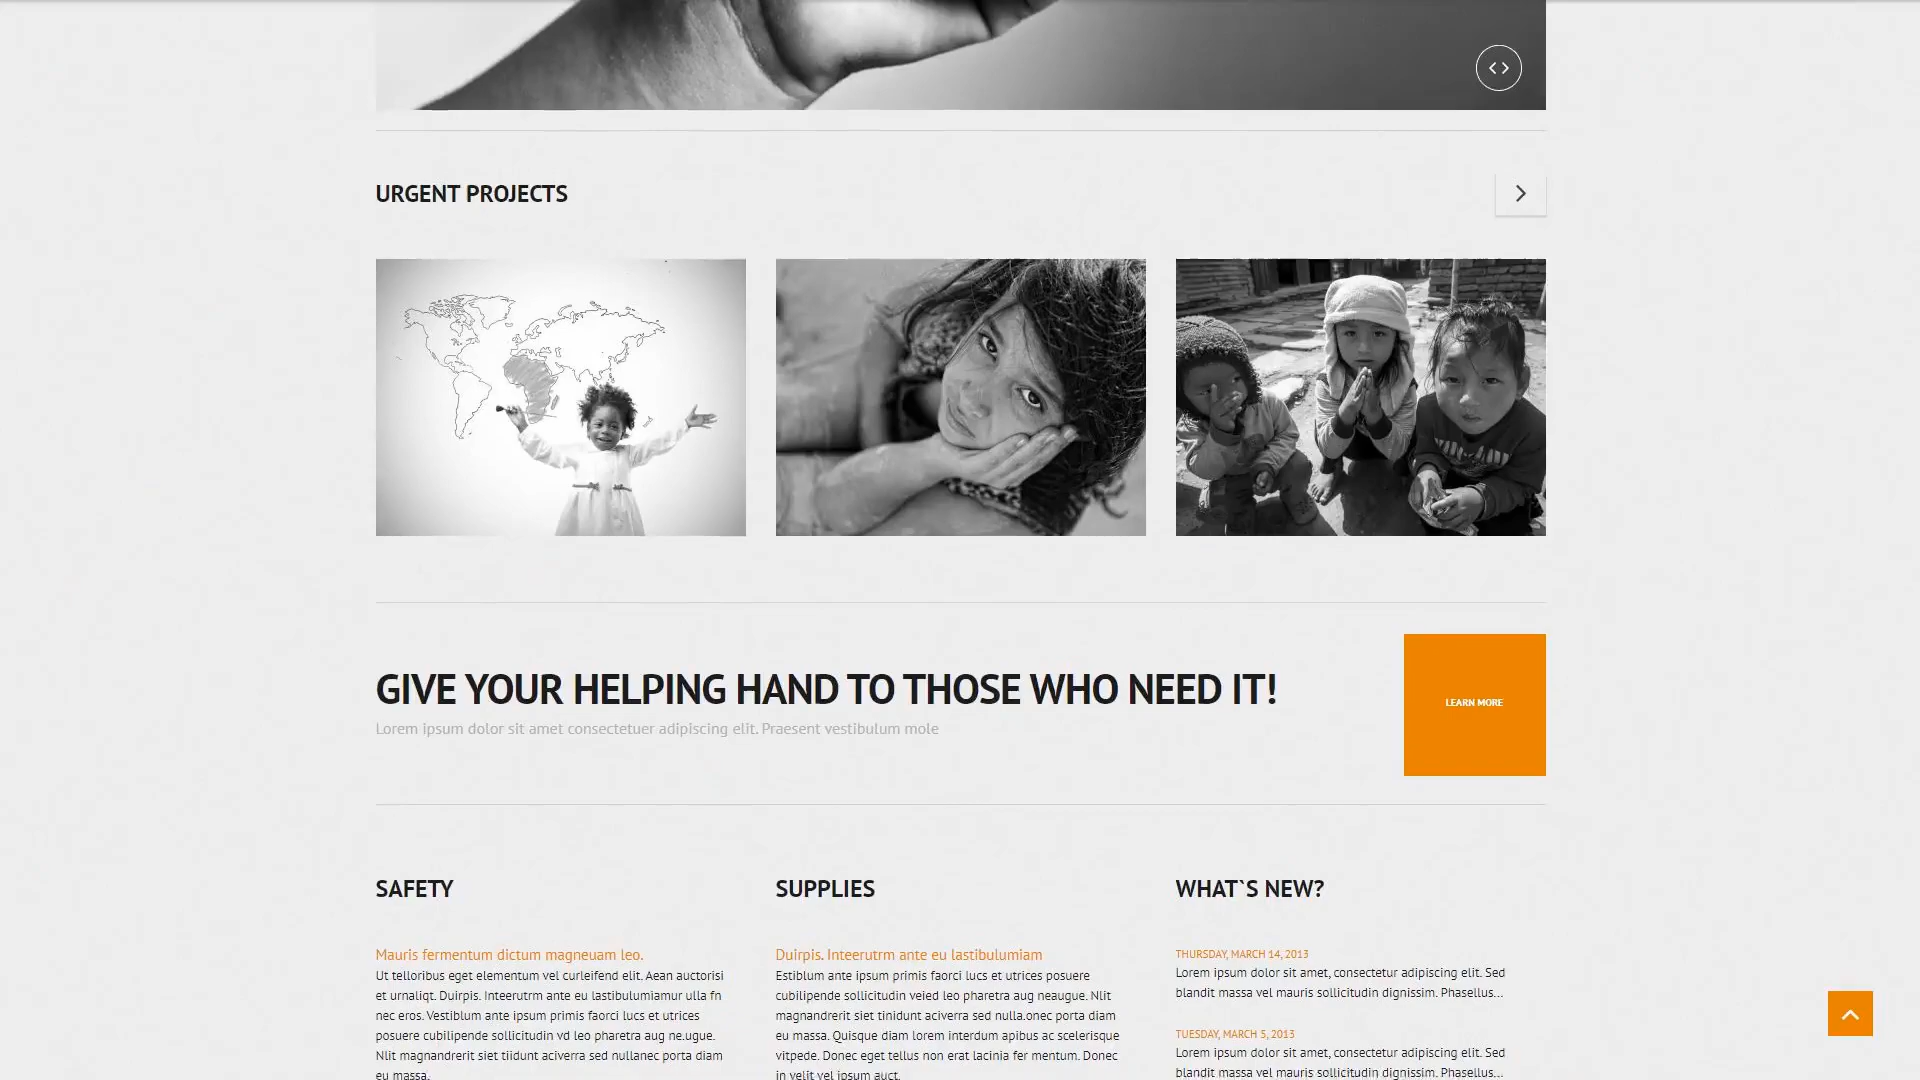 URGENT PROJECTS
GIVE YOUR HELPING HAND TO THOSE WHO NEED IT!
Lorem ipsum dolor sit amet consectetuer adipiscing elit. Praesent vestibulum mole
LEARN MORE
SAFETY
Mauris fermentum dictum magneuam leo.
Ut telloribus eget elementum vel curleifend elit. Aean auctorisi
et urnaliqt. Duirpis. Inteerutrm ante eu lastibulumiamur ulla fn
nec eros. Vestiblum ante ipsum primis faorci lucs et utrices
posuere cubilipende sollicitudin vd leo pharetra aug ne.ugue.
Nlit magnandrerit siet tiidunt aciverra sed nullanec porta diam
eu massa.
SUPPLIES
Duirpis. Inteerutrm ante eu lastibulumiam
Estiblum ante ipsum primis faorci lucs et utrices posuere
cubilipende sollicitudin veied leo pharetra aug neaugue. Nlit
magnandrerit siet tinidunt aciverra sed nulla.onec porta diam
eu massa. Quisque diam lorem interdum apibus ac scelerisque
vitpede. Donec eget tellus non erat lacinia fer mentum. Donec
in velit vel ipsum auct.
WHAT`S NEW?
THURSDAY, MARCH 14, 2013
Lorem ipsum dolor sit amet, consectetur adipiscing elit. Sed
blandit massa vel mauris sollicitudin dignissim. Phasellus...
TUESDAY, MARCH 5, 2013
Lorem ipsum dolor sit amet, consectetur adipiscing elit. Sed
blandit massa vel mauris sollicitudin dignissim. Phasellus...